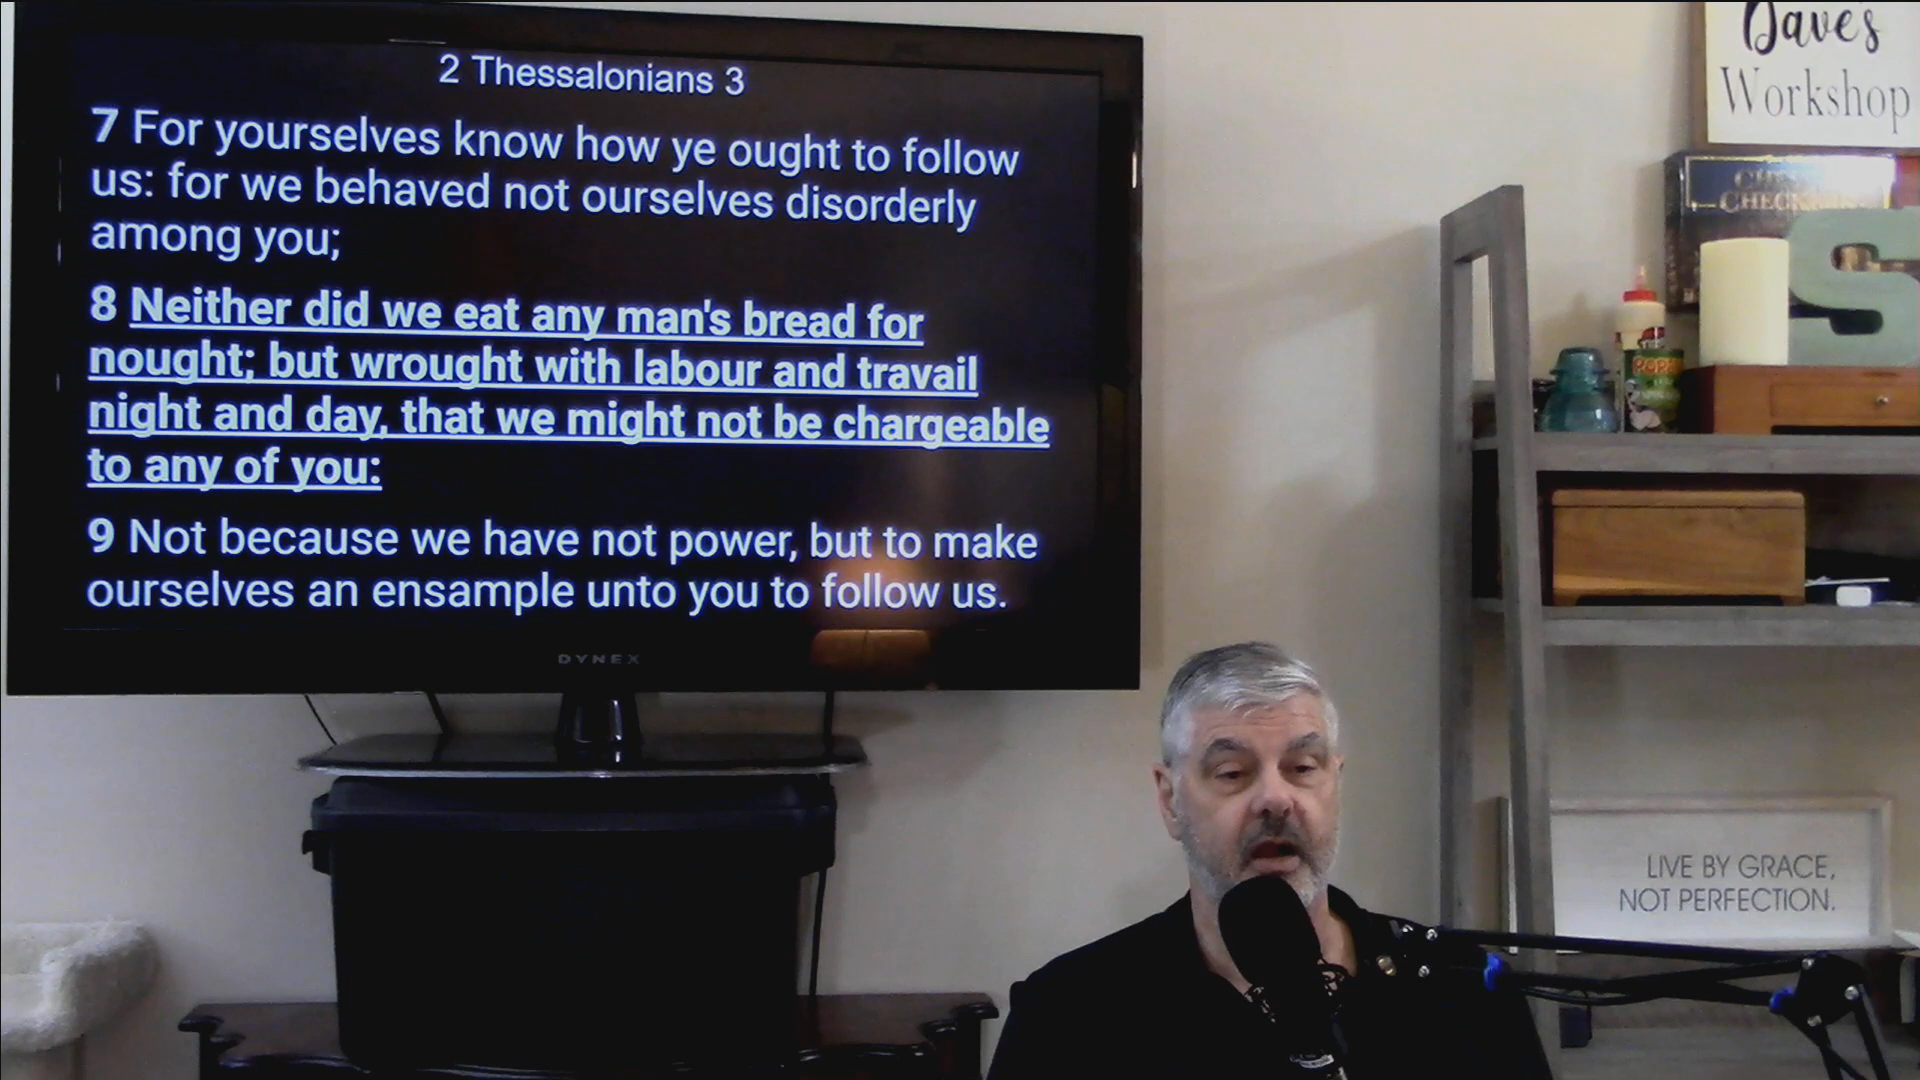 2 Thessalonians 3
7 For yourselves know how ye ought to follow
us: for we behaved not ourselves disorderly
among you;
8 Neither did we eat any man's bread for
nought; but wrought with labour and travail
night and day, that we might not be chargeable
to any of you:
9 Not because we have not power, but to make
ourselves an ensample unto you to follow us.
DYNEX
Dave's
Workshop
LIVE BY GRACE,
NOT PERFECTION.
S